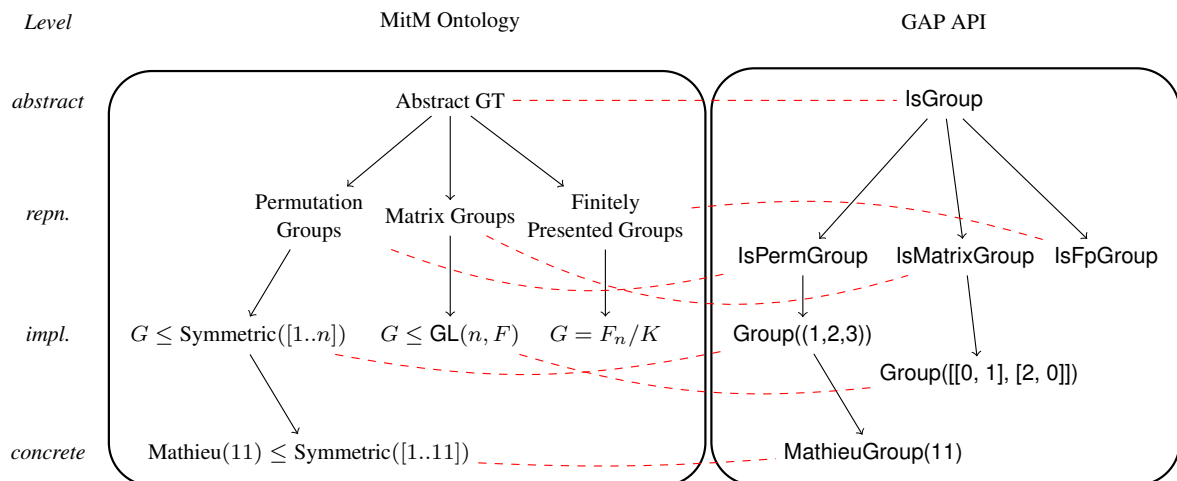 Level MitM Ontology GAP API
abstract Abstract GT IsGroup
Permutation Groups
Matrix Groups
Finitely Presented Groups
repn.
IsPermGroup IsMatrixGroup IsFpGroup
impl. G ≤ Symmetric([1..n]) G ≤ GL(n, F) G = Fₙ/K Group((1,2,3))
Group([[0, 1], [2, 0]])
concrete Mathieu(11) ≤ Symmetric([1..11]) MathieuGroup(11)